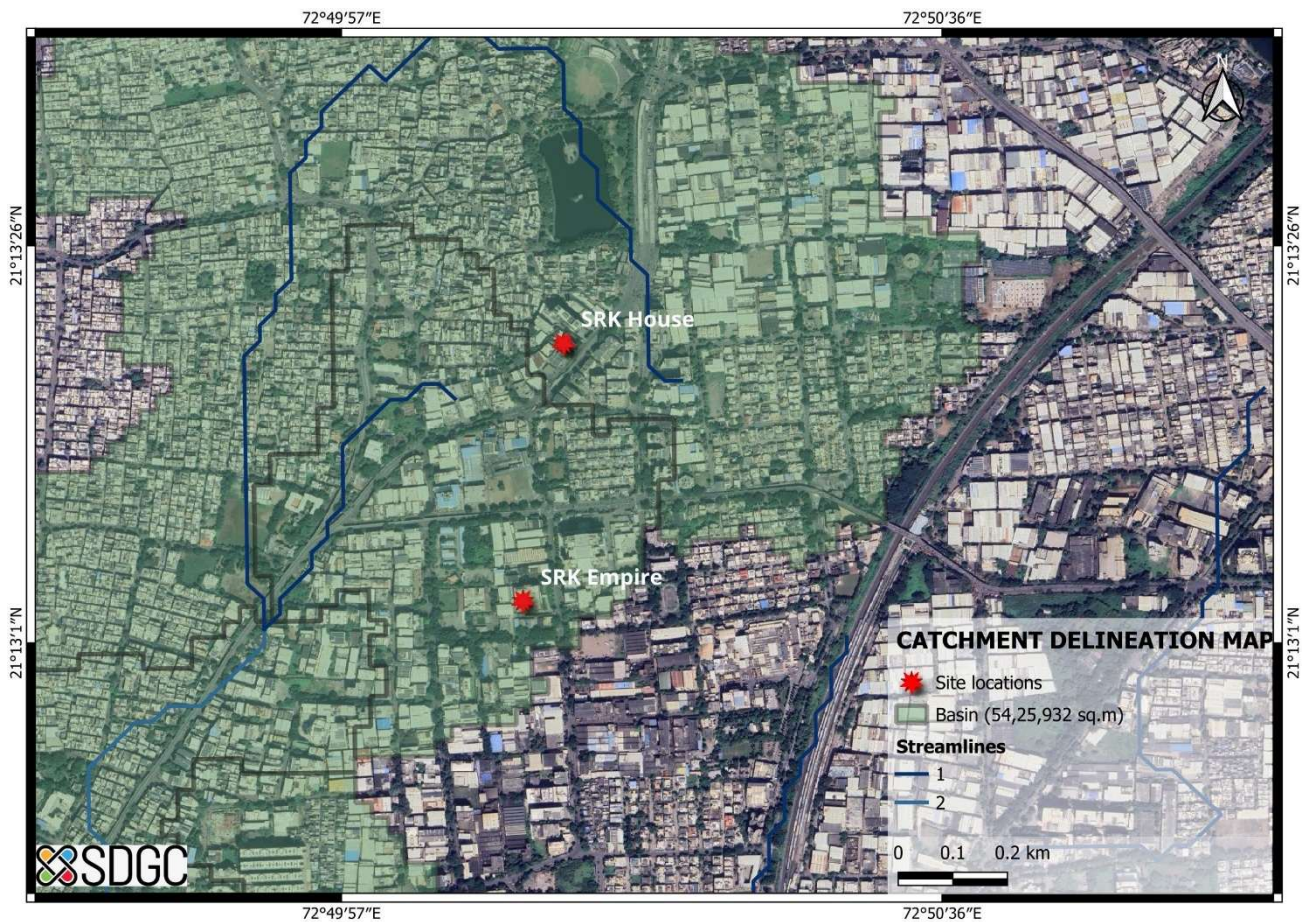 72°49′57″E 72°50′36″E
N
21°13′26″N 21°13′26″N
SRK House
SRK Empire
21°13′1″N 21°13′1″N
CATCHMENT DELINEATION MAP
Site locations
Basin (54,25,932 sq.m)
Streamlines
1
2
0 0.1 0.2 km
SDGC
72°49′57″E 72°50′36″E